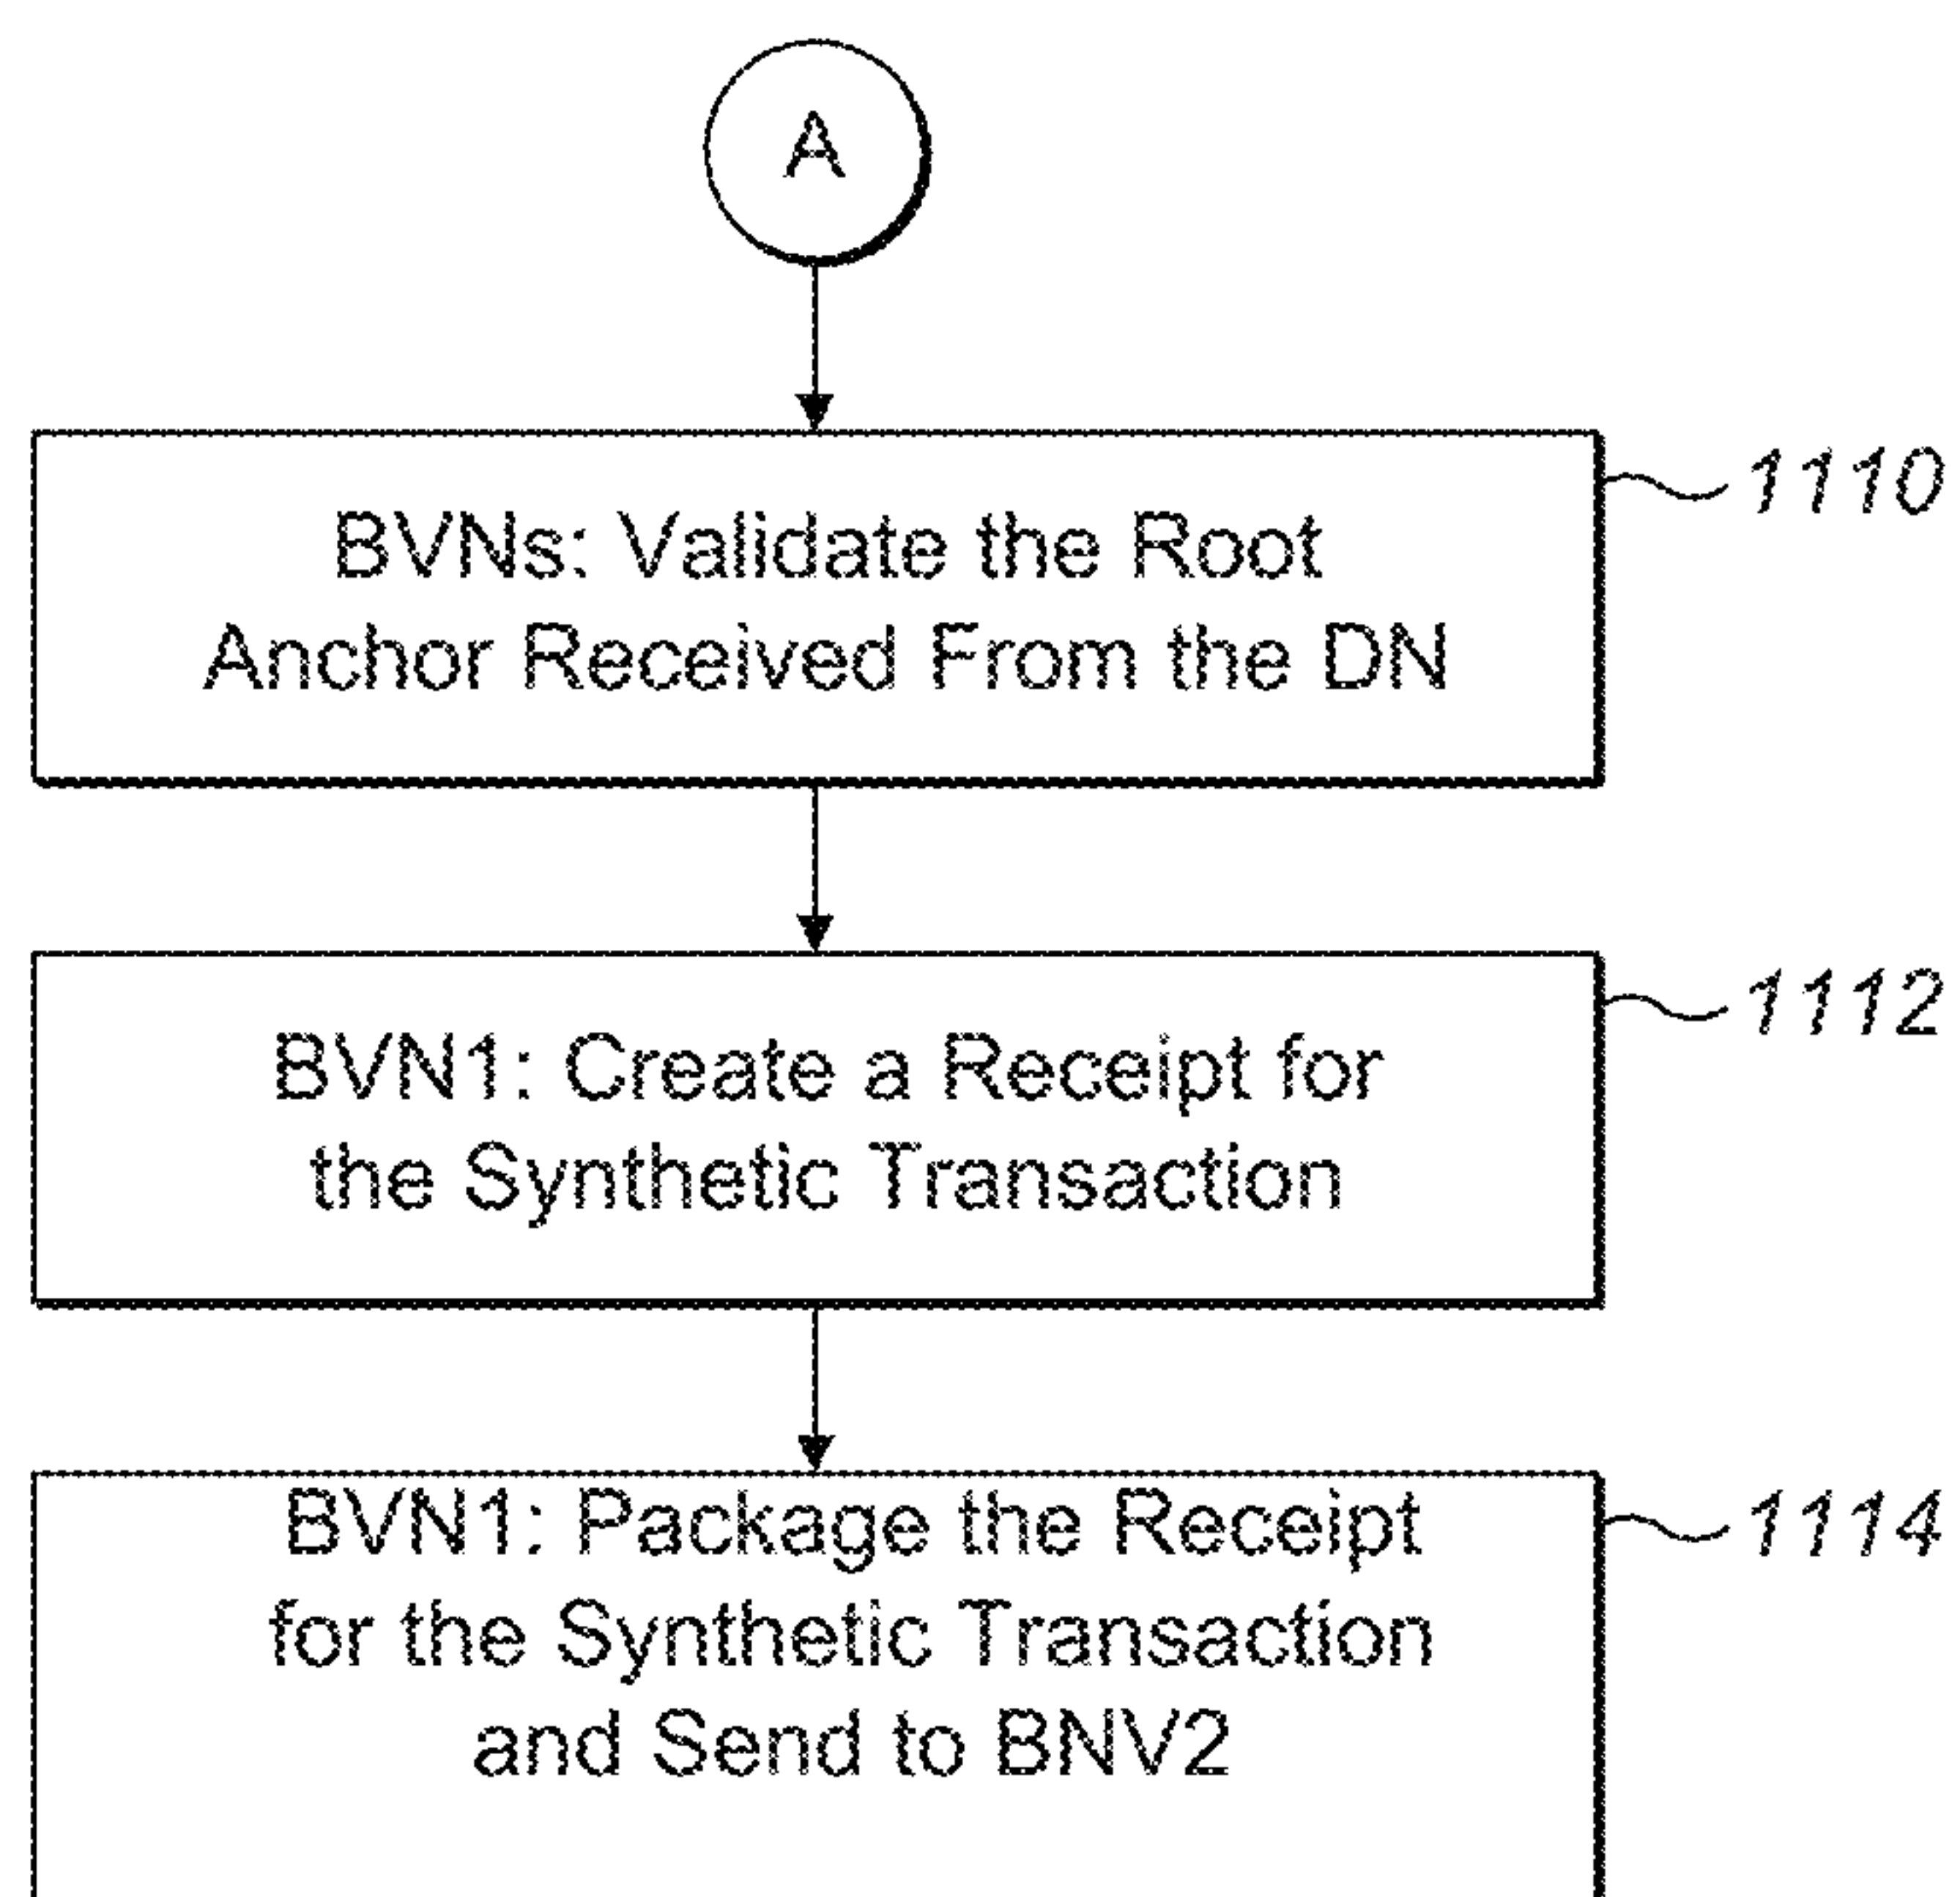 A
1110
BVNs: Validate the Root
Anchor Received From the DN
1112
BVN1: Create a Receipt for
the Synthetic Transaction
1114
BVN1: Package the Receipt
for the Synthetic Transaction
and Send to BNV2